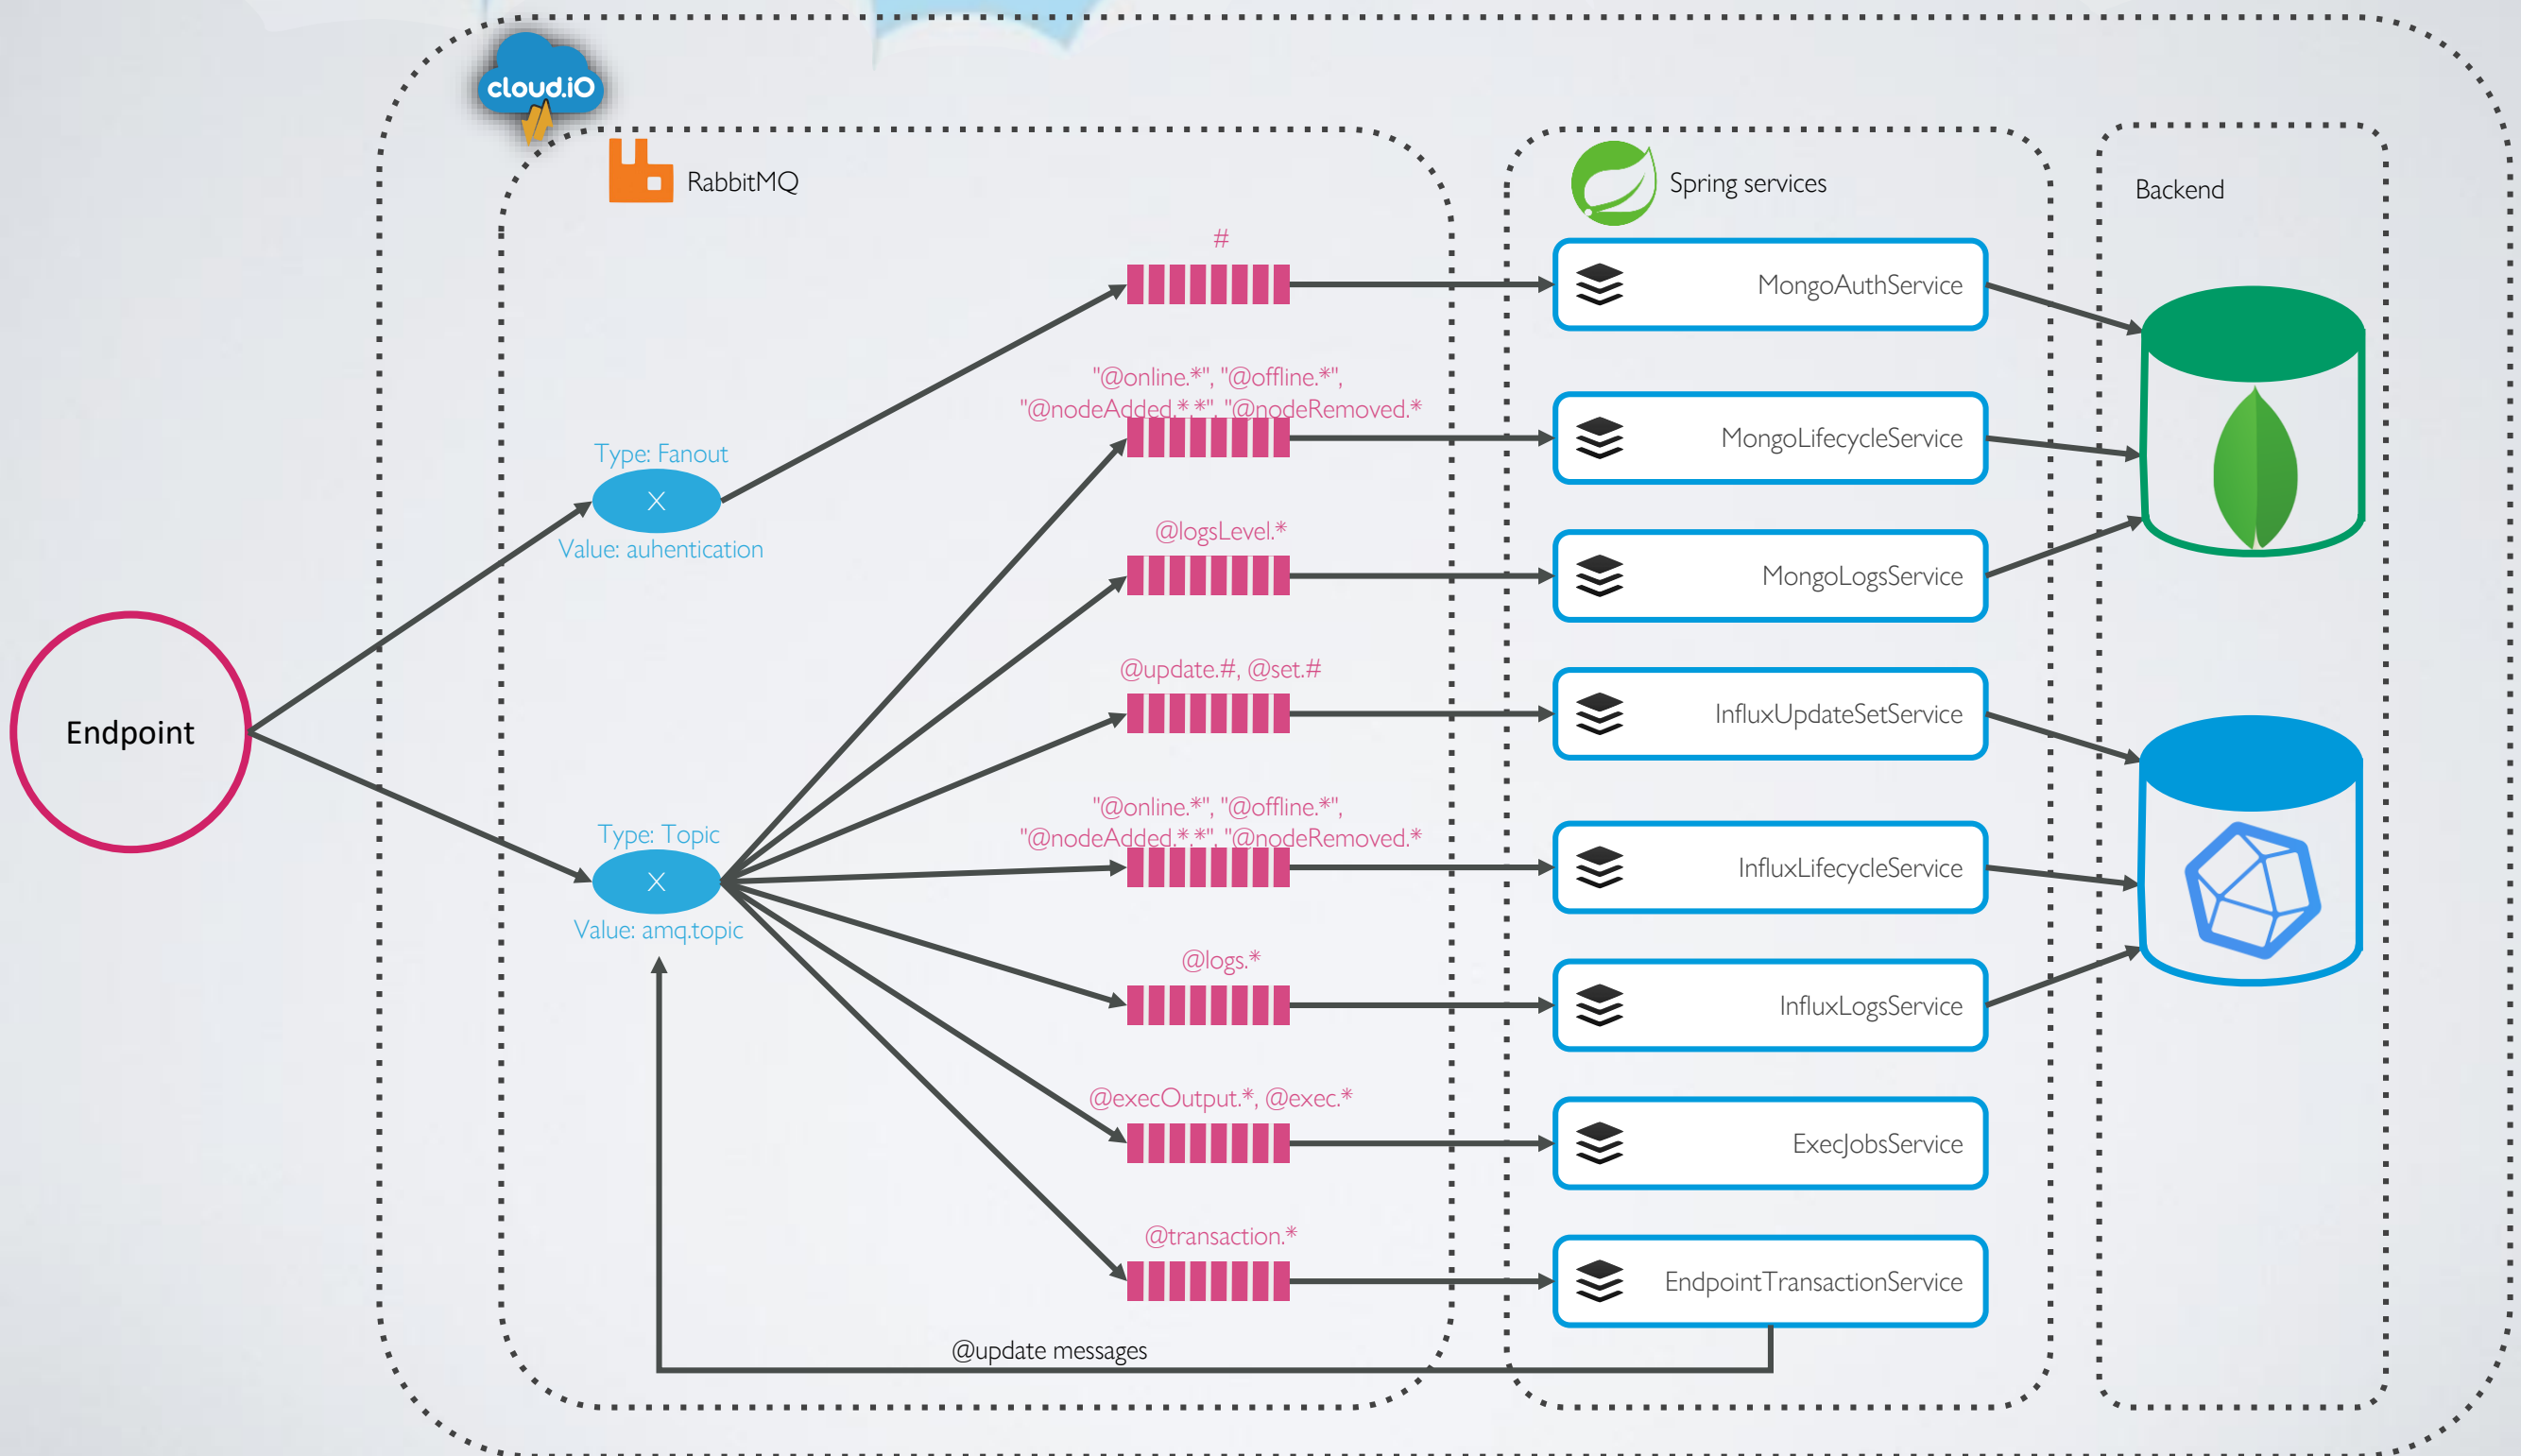 cloud.iO
RabbitMQ
Spring services
Backend
#
MongoAuthService
"@online.*", "@offline.*",
"@nodeAdded.*.*", "@nodeRemoved.*
MongoLifecycleService
Type: Fanout
X
Value: auhentication
@logsLevel.*
MongoLogsService
Endpoint
@update.#, @set.#
InfluxUpdateSetService
"@online.*", "@offline.*",
"@nodeAdded.*.*", "@nodeRemoved.*
InfluxLifecycleService
Type: Topic
X
Value: amq.topic
@logs.*
InfluxLogsService
@execOutput.*, @exec.*
ExecJobsService
@transaction.*
EndpointTransactionService
@update messages